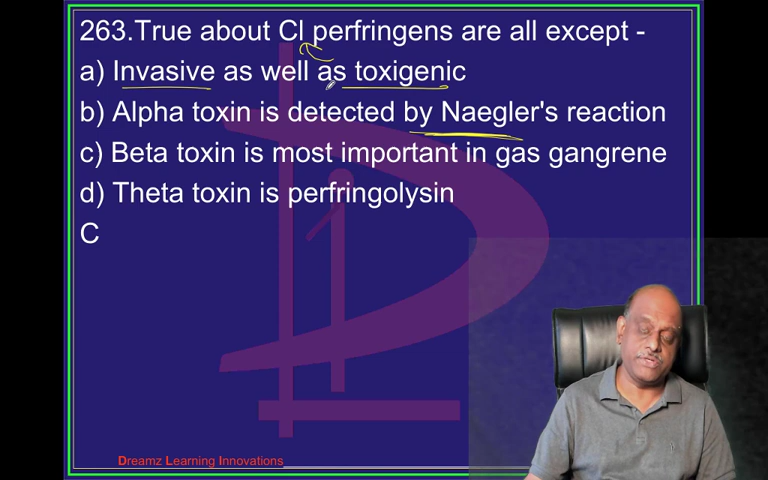 263.True about Cl perfringens are all except -
a) Invasive as well as toxigenic
b) Alpha toxin is detected by Naegler's reaction
c) Beta toxin is most important in gas gangrene
d) Theta toxin is perfringolysin
C
Dreamz Learning Innovations